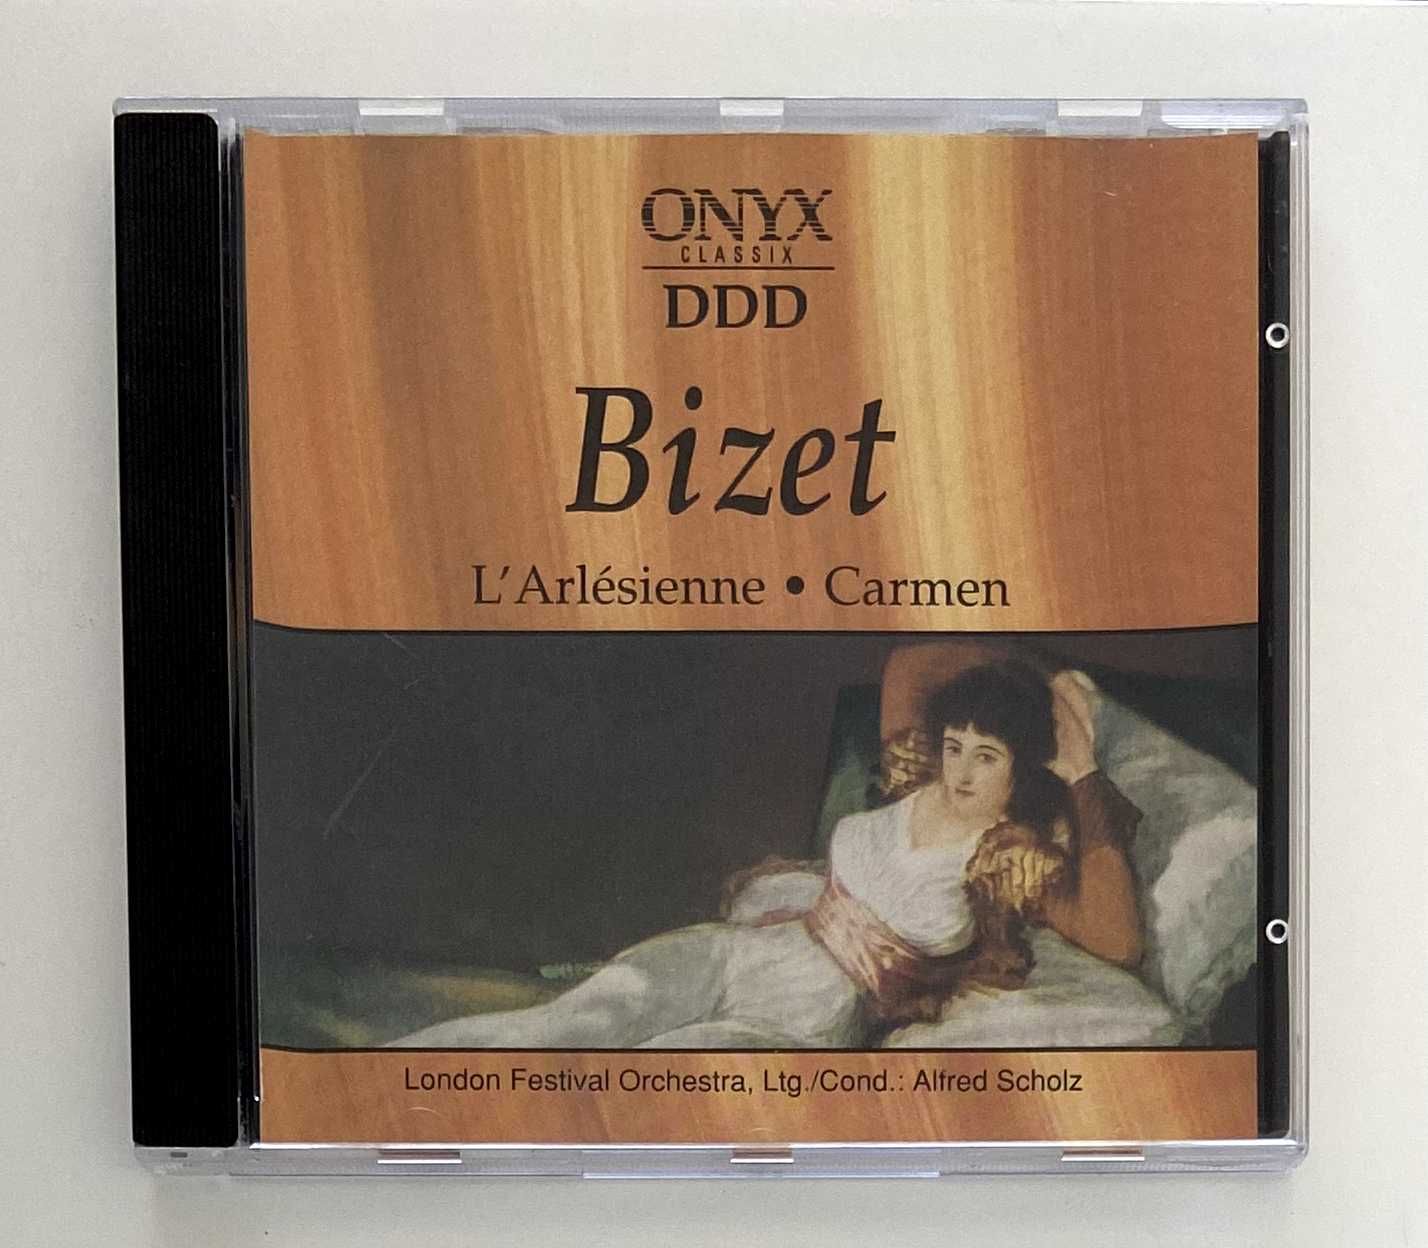 ONYX
CLASSIX
DDD
Bizet
L'Arlésienne • Carmen
London Festival Orchestra, Ltg./Cond.: Alfred Scholz